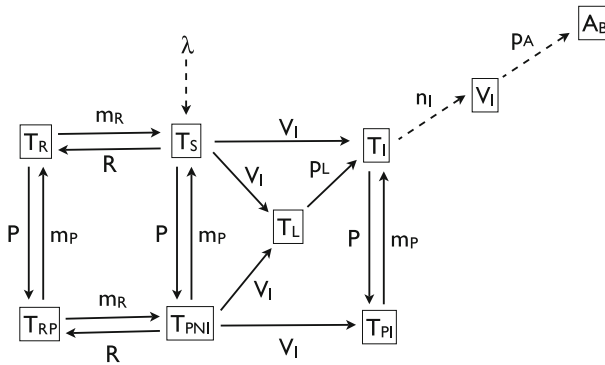 A_B
p_A
λ
V_I
n_I
m_R
V_I
T_R
T_S
T_I
R
V_I
p_L
P
m_P
P
m_P
T_L
P
m_P
V_I
m_R
T_RP
T_PNI
T_PI
R
V_I